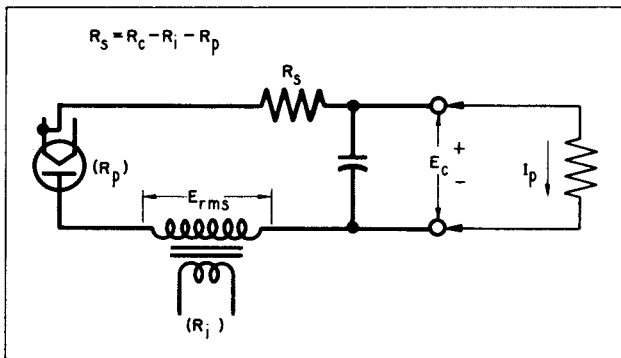 R_s = R_c − R_i − R_p
R_s
(R_p)
E_rms
E_c
+
−
I_p
(R_i)